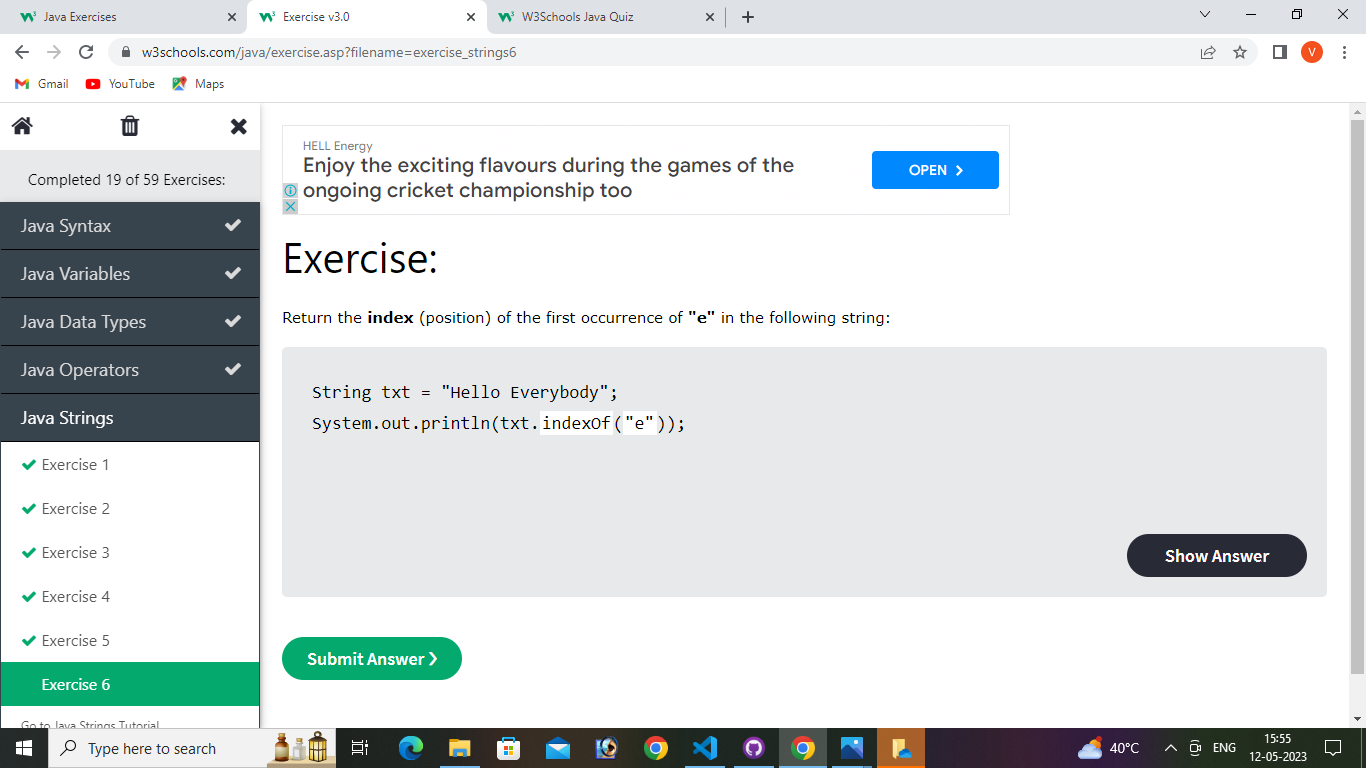 Java Exercises
Exercise v3.0
W3Schools Java Quiz
w3schools.com/java/exercise.asp?filename=exercise_strings6
V
Gmail
YouTube
Maps
Completed 19 of 59 Exercises:
Java Syntax
Java Variables
Java Data Types
Java Operators
Java Strings
Exercise 1
Exercise 2
Exercise 3
Exercise 4
Exercise 5
Exercise 6
Go to Java Strings Tutorial
HELL Energy
Enjoy the exciting flavours during the games of the
ongoing cricket championship too
OPEN
Exercise:
Return the index (position) of the first occurrence of "e" in the following string:
String txt = "Hello Everybody";
System.out.println(txt.indexOf("e"));
Show Answer
Submit Answer ❯
Type here to search
40°C
ENG
15:55
12-05-2023